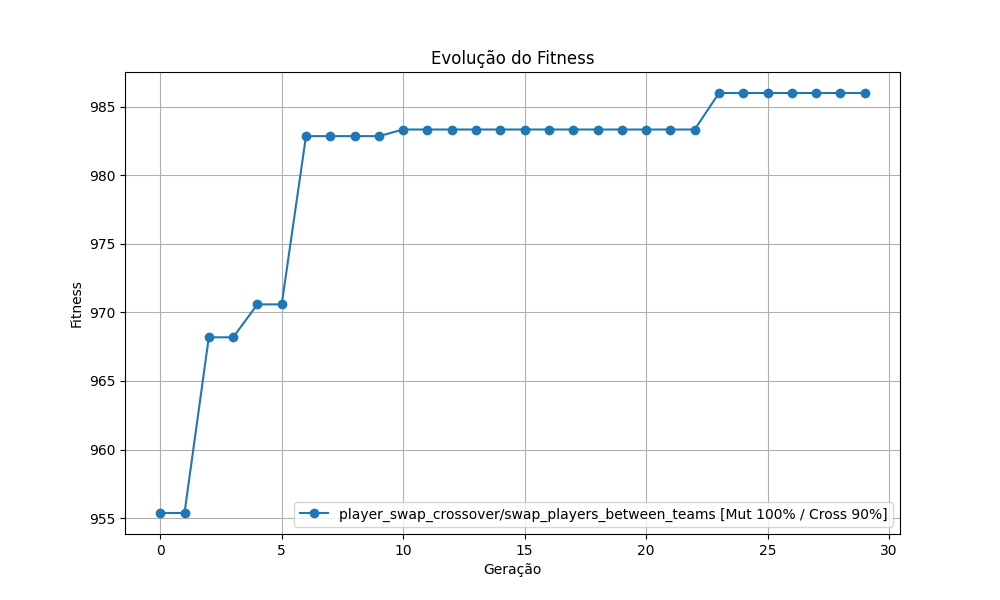 Evolução do Fitness
Fitness
985
980
975
970
965
960
955
player_swap_crossover/swap_players_between_teams [Mut 100% / Cross 90%]
0 5 10 15 20 25 30
Geração